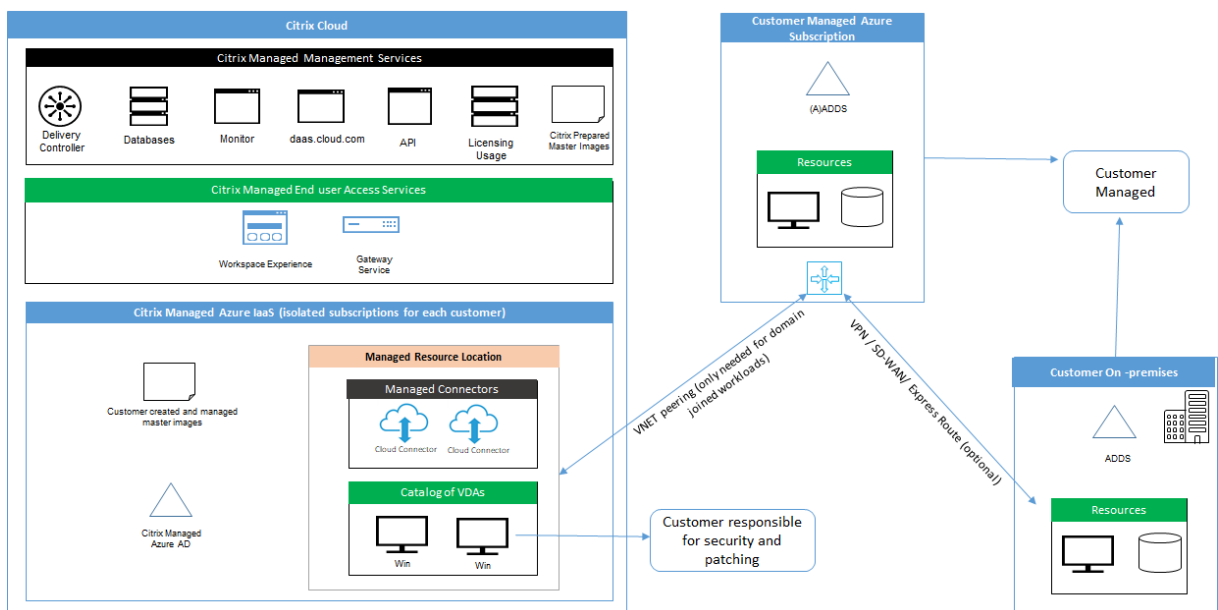 Citrix Cloud
Citrix Managed Management Services
Delivery
Controller
Databases
Monitor
daas.cloud.com
API
Licensing
Usage
Citrix Prepared
Master Images
Citrix Managed End user Access Services
Workspace Experience
Gateway
Service
Citrix Managed Azure IaaS (isolated subscriptions for each customer)
Customer created and managed
master images
Citrix Managed
Azure AD
Managed Resource Location
Managed Connectors
Cloud Connector
Cloud Connector
Catalog of VDAs
Win
Win
Customer responsible
for security and
patching
VNET peering (only needed for domain
joined workloads)
Customer Managed Azure
Subscription
(A)ADDS
Resources
VPN / SD-WAN/ Express Route (optional)
Customer
Managed
Customer On -premises
ADDS
Resources